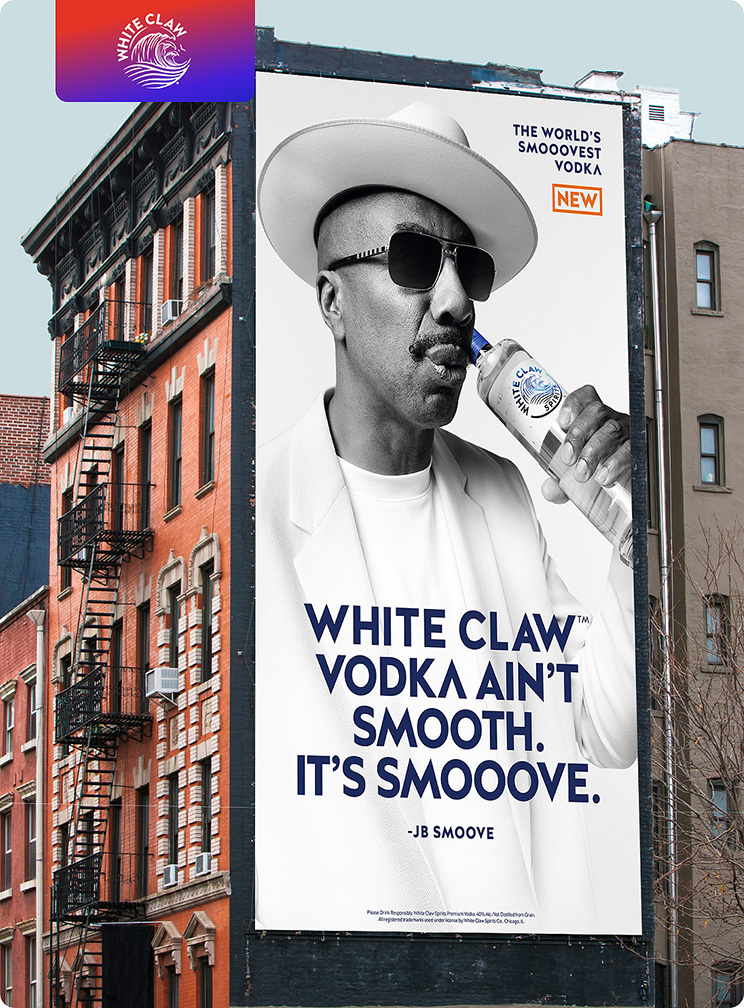 WHITE CLAW
THE WORLD'S
SMOOOVEST
VODKA
NEW
WHITE CLAW
SPIRITS
WHITE CLAW™
VODKA AIN'T
SMOOTH.
IT'S SMOOOVE.
-JB SMOOVE
Please Drink Responsibly. White Claw Spirits Premium Vodka 40% Alc./Vol. Distilled from Grain
All registered trademarks used under license by White Claw Spirits Co., Chicago, IL